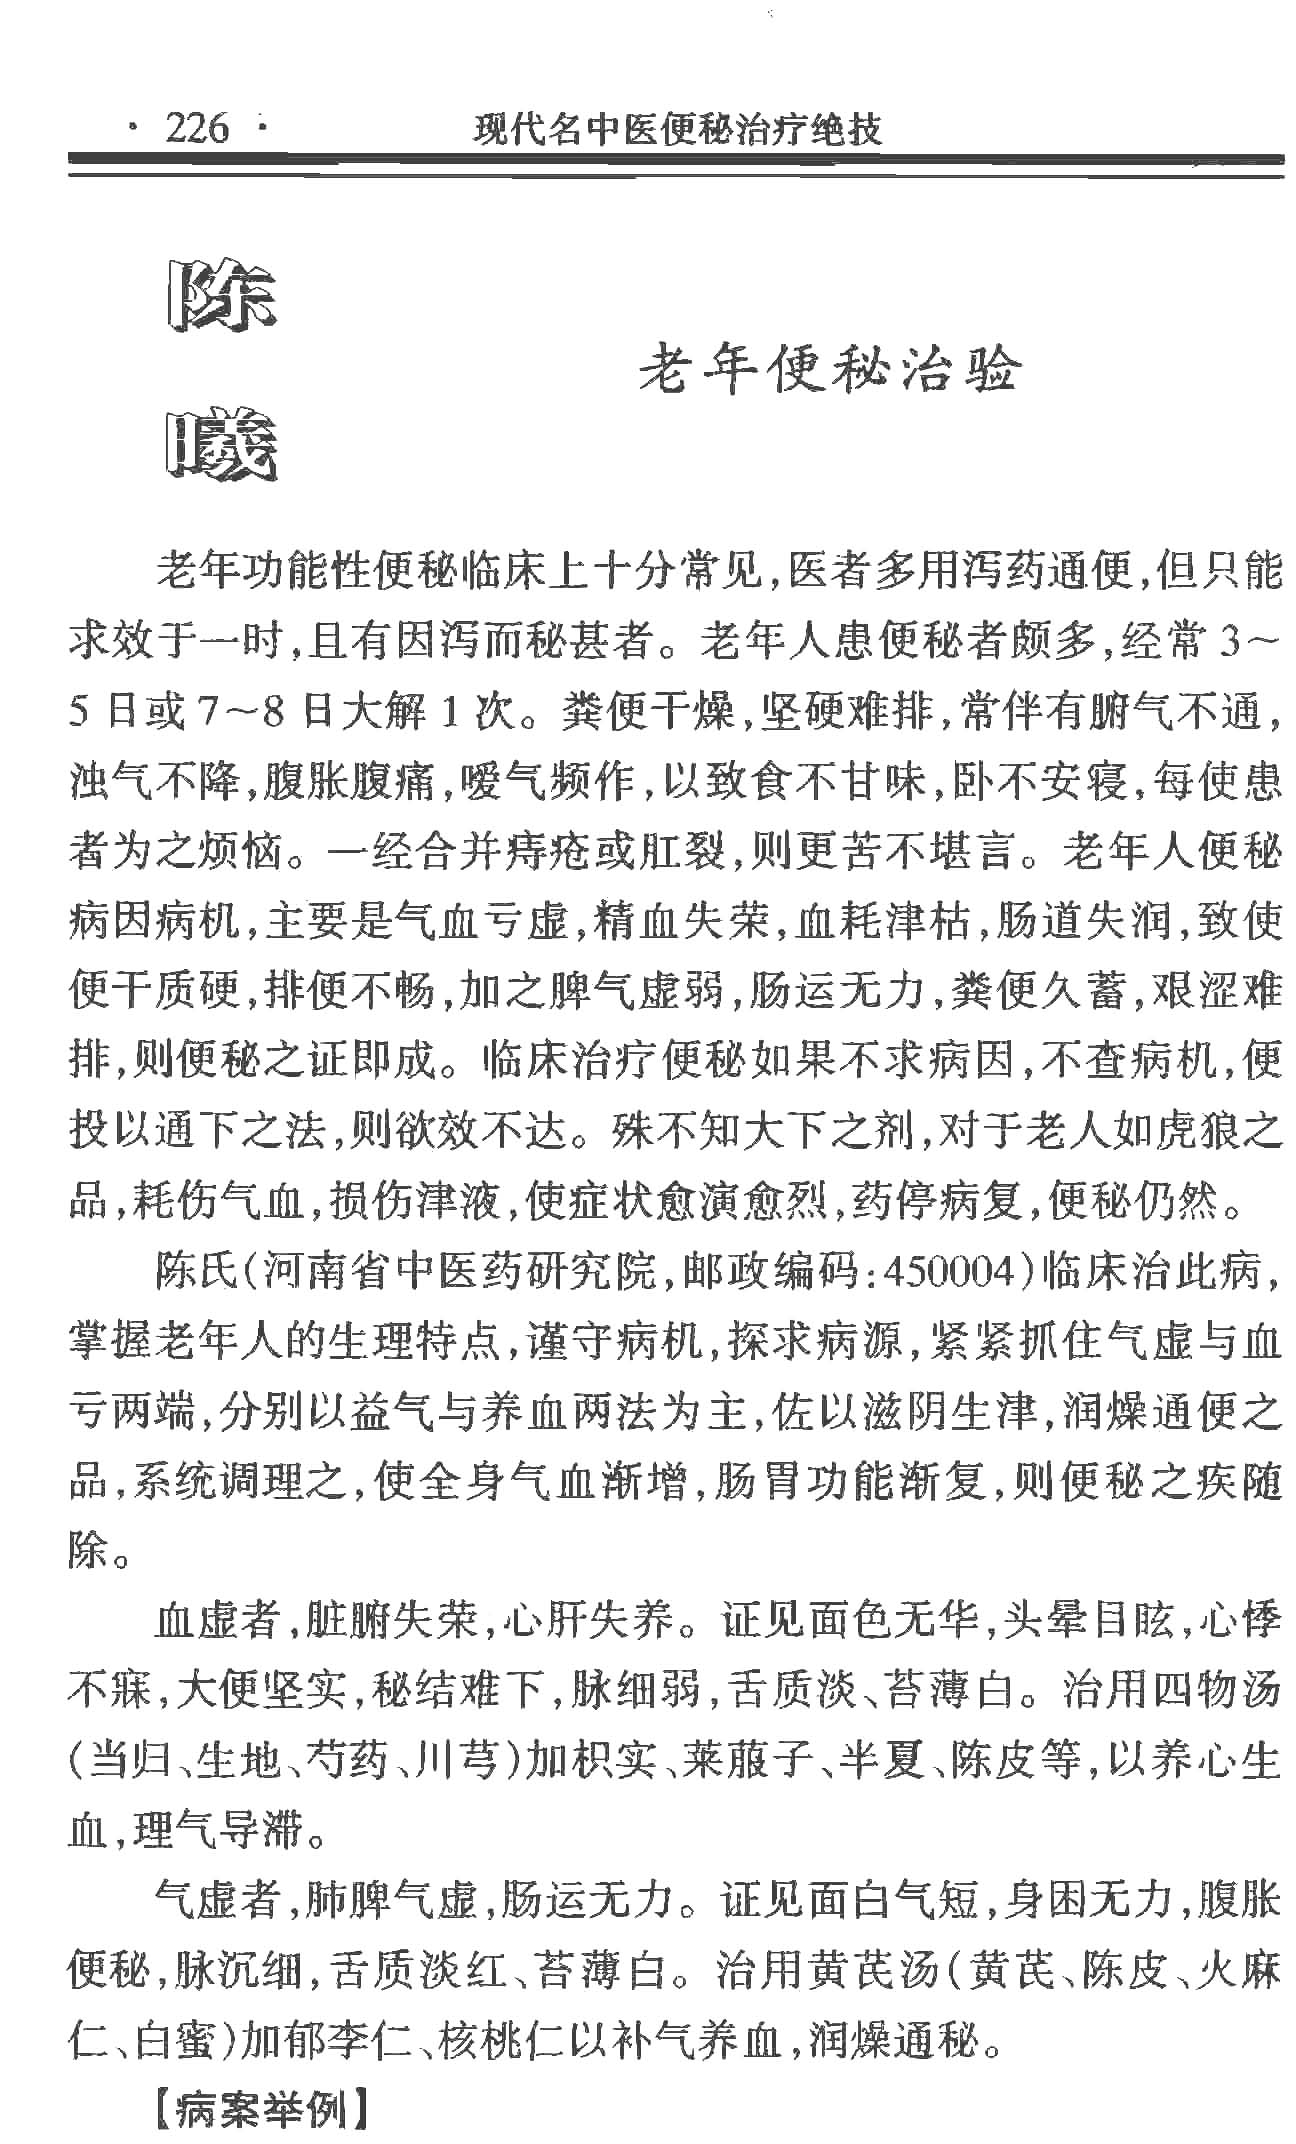 · 226 ·
现代名中医便秘治疗绝技
陈
曦
老年便秘治验
老年功能性便秘临床上十分常见,医者多用泻药通便,但只能
求效于一时,且有因泻而秘甚者。老年人患便秘者颇多,经常3～
5日或7～8日大解1次。粪便干燥,坚硬难排,常伴有腑气不通,
浊气不降,腹胀腹痛,嗳气频作,以致食不甘味,卧不安寝,每使患
者为之烦恼。一经合并痔疮或肛裂,则更苦不堪言。老年人便秘
病因病机,主要是气血亏虚,精血失荣,血耗津枯,肠道失润,致使
便干质硬,排便不畅,加之脾气虚弱,肠运无力,粪便久蓄,艰涩难
排,则便秘之证即成。临床治疗便秘如果不求病因,不查病机,便
投以通下之法,则欲效不达。殊不知大下之剂,对于老人如虎狼之
品,耗伤气血,损伤津液,使症状愈演愈烈,药停病复,便秘仍然。
陈氏(河南省中医药研究院,邮政编码:450004)临床治此病,
掌握老年人的生理特点,谨守病机,探求病源,紧紧抓住气虚与血
亏两端,分别以益气与养血两法为主,佐以滋阴生津,润燥通便之
品,系统调理之,使全身气血渐增,肠胃功能渐复,则便秘之疾随
除。
血虚者,脏腑失荣,心肝失养。证见面色无华,头晕目眩,心悸
不寐,大便坚实,秘结难下,脉细弱,舌质淡、苔薄白。治用四物汤
(当归、生地、芍药、川芎)加枳实、莱菔子、半夏、陈皮等,以养心生
血,理气导滞。
气虚者,肺脾气虚,肠运无力。证见面白气短,身困无力,腹胀
便秘,脉沉细,舌质淡红、苔薄白。治用黄芪汤(黄芪、陈皮、火麻
仁、白蜜)加郁李仁、核桃仁以补气养血,润燥通秘。
【病案举例】